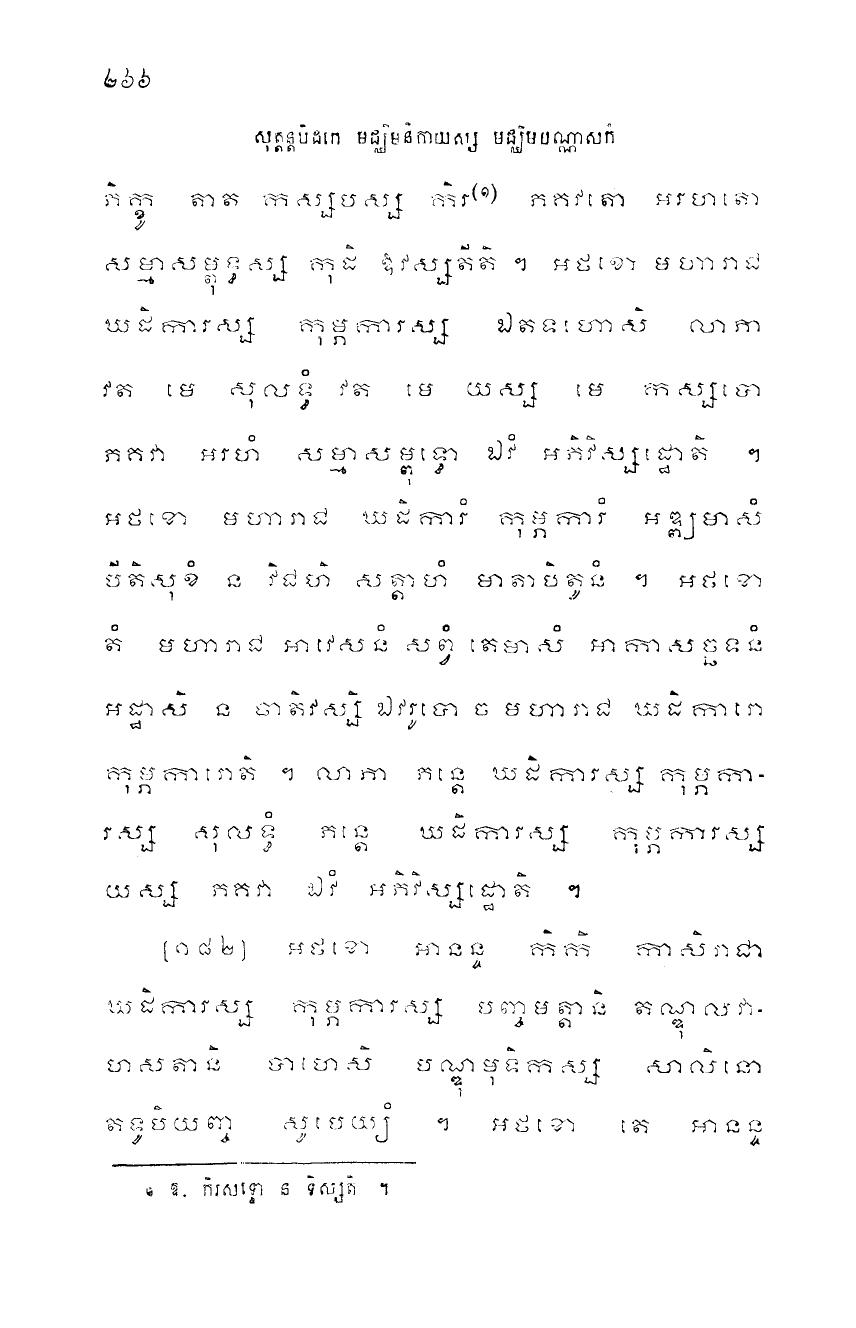 ២៦៦
សុត្តន្តបិដកេ មជ្ឈិមនិកាយស្ស មជ្ឈិមបណ្ណាសកំ
ភិក្ខូ តាត កស្សបស្ស កិរ(១) ភគវតោ អរហតោ
សម្មាសម្ពុទ្ធស្ស កុដិ ឱវស្សតីតិ ។ អថខោ មហារាជ
ឃដិការស្ស កុម្ភការស្ស ឯតទហោសិ លាភា
វត មេ សុលទ្ធំ វត មេ យស្ស មេ កស្សបោ
ភគវា អរហំ សម្មាសម្ពុទ្ធោ ឯវំ អភិវិស្សដ្ឋោតិ ។
អថខោ មហារាជ ឃដិការំ កុម្ភការំ អឌ្ឍមាសំ
បីតិសុខំ ន វិជហិ សត្តាហំ មាតាបិតូនំ ។ អថខោ
តំ មហារាជ អាវេសនំ សព្វំ តេមាសំ អាកាសច្ឆទនំ
អដ្ឋាសិ ន ចាតិវស្សិ ឯវរូបោ ច មហារាជ ឃដិការោ
កុម្ភការោតិ ។ លាភា ភន្តេ ឃដិការស្ស កុម្ភកា-
រស្ស សុលទ្ធំ ភន្តេ ឃដិការស្ស កុម្ភការស្ស
យស្ស ភគវា ឯវំ អភិវិស្សដ្ឋោតិ ។
[១៨២] អថខោ អានន្ទ កិកី កាសិរាជា
ឃដិការស្ស កុម្ភការស្ស បញ្ចមត្តានិ តណ្ឌុលវា-
ហសតានិ បាហេសិ បណ្ឌុមុទិកស្ស សាលិនោ
តទូបិយញ្ច សូបេយ្យំ ។ អថខោ តេ អានន្ទ
១ ឱ. កិរសទ្ទោ ន ទិស្សតិ ។